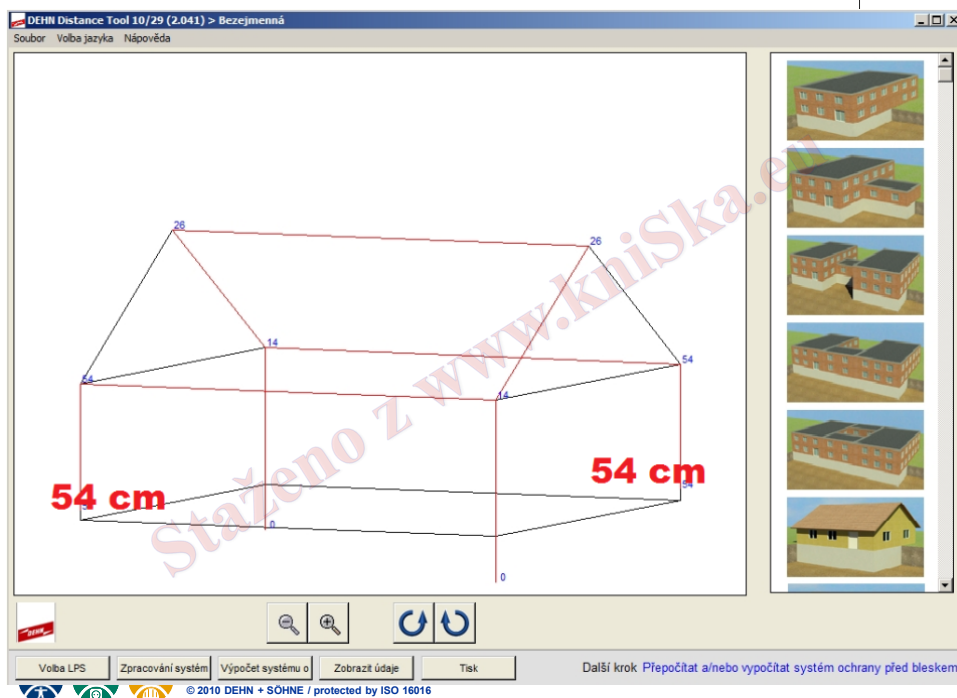 DEHN Distance Tool 10/29 (2.041) > Bezejmenná
Soubor Volba jazyka Nápověda
26
26
14
54
54
14
54 cm
54 cm
54
0
0
Staženo z www.kniSka.eu
DEHN
Volba LPS Zpracování systém Výpočet systému o Zobrazit údaje Tisk Další krok Přepočítat a/nebo vypočítat systém ochrany před bleskem
© 2010 DEHN + SÖHNE / protected by ISO 16016